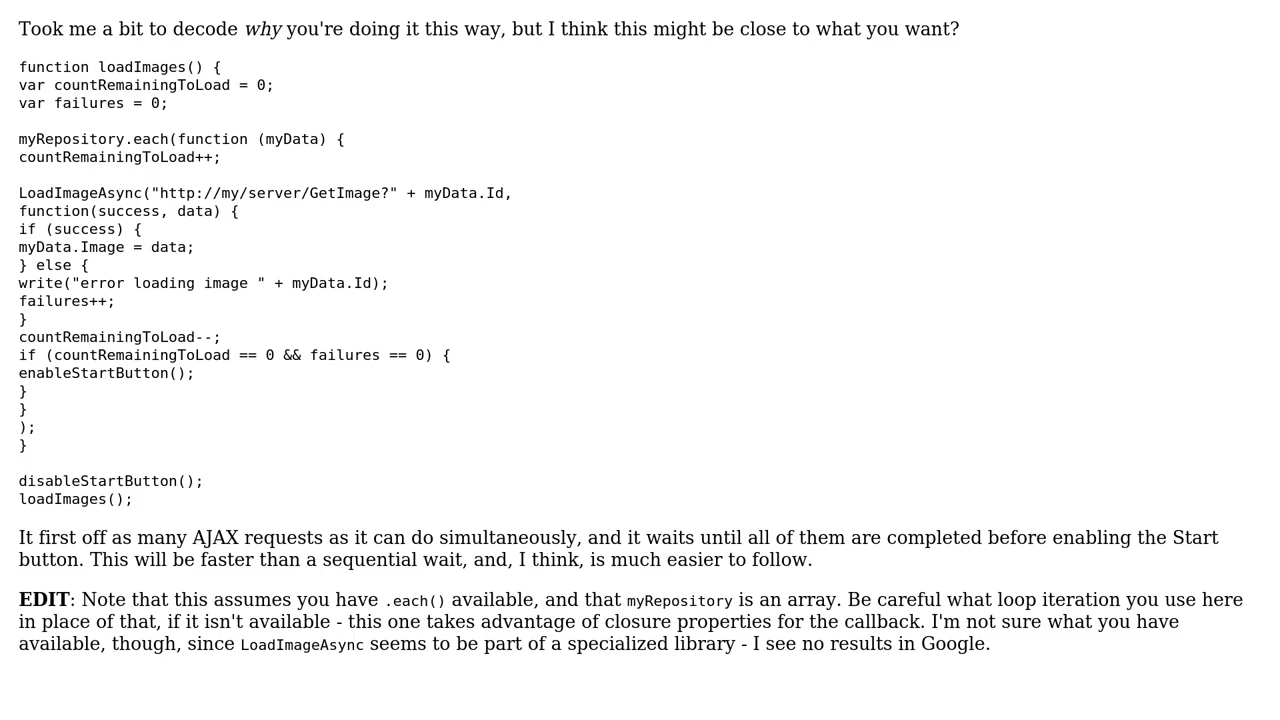 Took me a bit to decode why you're doing it this way, but I think this might be close to what you want?
function loadImages() {
var countRemainingToLoad = 0;
var failures = 0;
myRepository.each(function (myData) {
countRemainingToLoad++;
LoadImageAsync("http://my/server/GetImage?" + myData.Id,
function(success, data) {
if (success) {
myData.Image = data;
} else {
write("error loading image " + myData.Id);
failures++;
}
countRemainingToLoad--;
if (countRemainingToLoad == 0 && failures == 0) {
enableStartButton();
}
}
);
}
disableStartButton();
loadImages();
It first off as many AJAX requests as it can do simultaneously, and it waits until all of them are completed before enabling the Start
button. This will be faster than a sequential wait, and, I think, is much easier to follow.
EDIT: Note that this assumes you have .each() available, and that myRepository is an array. Be careful what loop iteration you use here
in place of that, if it isn't available - this one takes advantage of closure properties for the callback. I'm not sure what you have
available, though, since LoadImageAsync seems to be part of a specialized library - I see no results in Google.